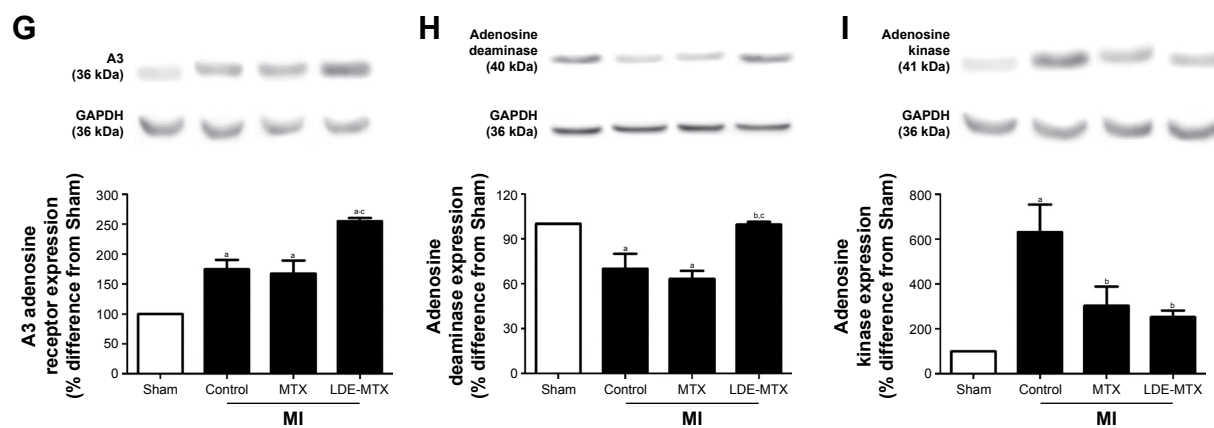 G
A3
(36 kDa)
GAPDH
(36 kDa)
A3 adenosine
receptor expression
(% difference from Sham)
300
250
200
150
100
50
0
a
a
a-c
Sham Control MTX LDE-MTX
MI
H
Adenosine
deaminase
(40 kDa)
GAPDH
(36 kDa)
Adenosine
deaminase expression
(% difference from Sham)
120
90
60
30
0
a
a
b,c
Sham Control MTX LDE-MTX
MI
I
Adenosine
kinase
(41 kDa)
GAPDH
(36 kDa)
Adenosine
kinase expression
(% difference from Sham)
800
600
400
200
0
a
b
b
Sham Control MTX LDE-MTX
MI